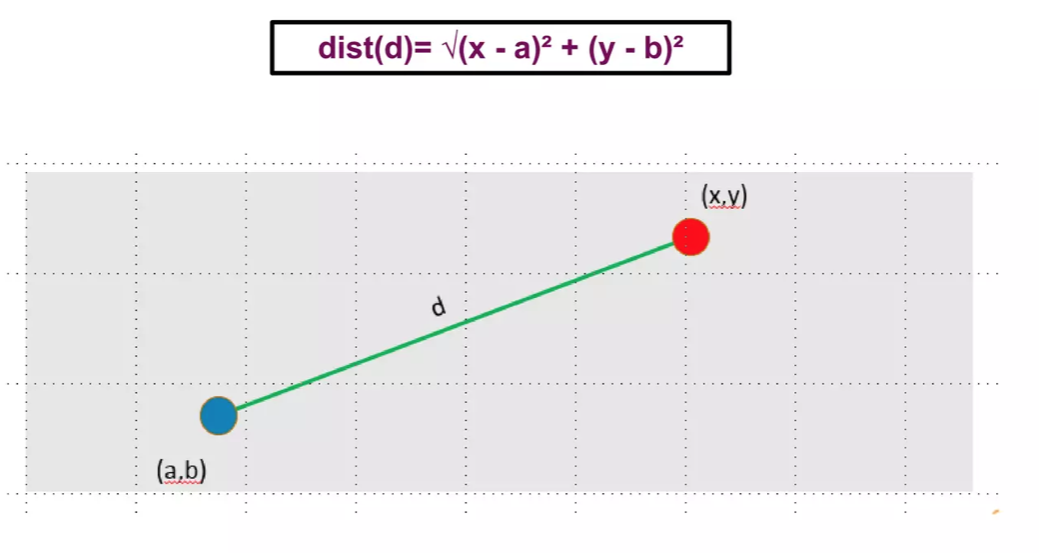 dist(d)= √(x - a)² + (y - b)²
(x,y)
d
(a,b)